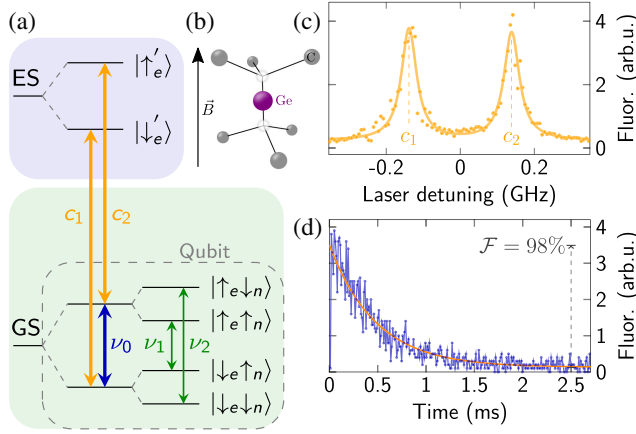 (a)
ES
|↑′e⟩
|↓′e⟩
c1
c2
Qubit
GS
ν0
ν1
ν2
|↑e↓n⟩
|↑e↑n⟩
|↓e↑n⟩
|↓e↓n⟩
(b)
B⃗
C
Ge
(c)
c1
c2
-0.2
0
0.2
Laser detuning (GHz)
0
2
4
Fluor. (arb.u.)
(d)
ℱ = 98%
0
0.5
1
1.5
2
2.5
Time (ms)
0
1
2
3
4
Fluor. (arb.u.)